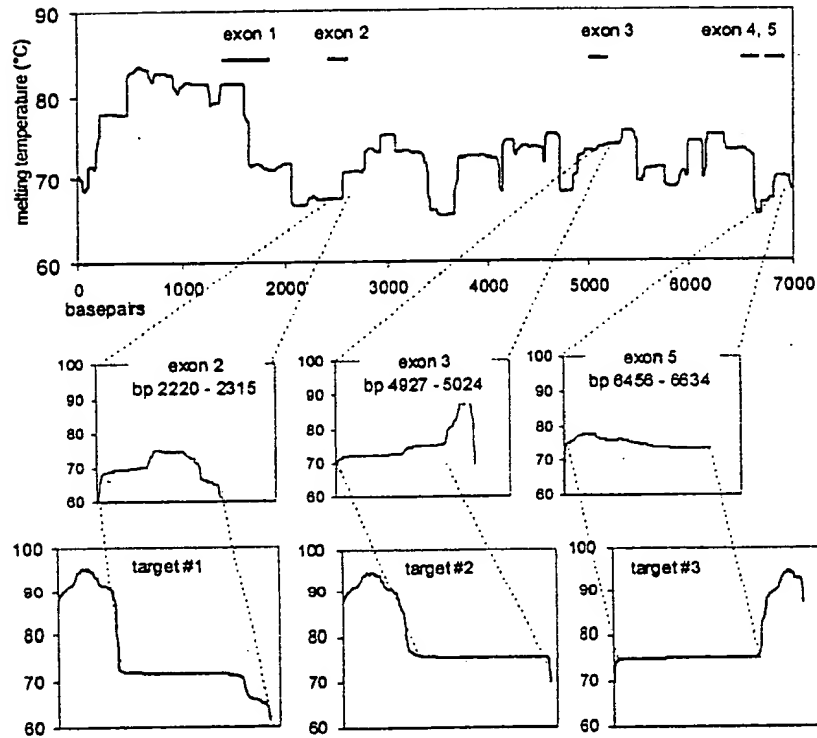 melting temperature (°C)
90
80
70
60
exon 1
exon 2
exon 3
exon 4, 5
0
1000
2000
3000
4000
5000
6000
7000
basepairs
100
90
80
70
60
exon 2
bp 2220 - 2315
100
90
80
70
60
exon 3
bp 4927 - 5024
100
90
80
70
60
exon 5
bp 6456 - 6634
100
90
80
70
60
target #1
100
90
80
70
60
target #2
100
90
80
70
60
target #3